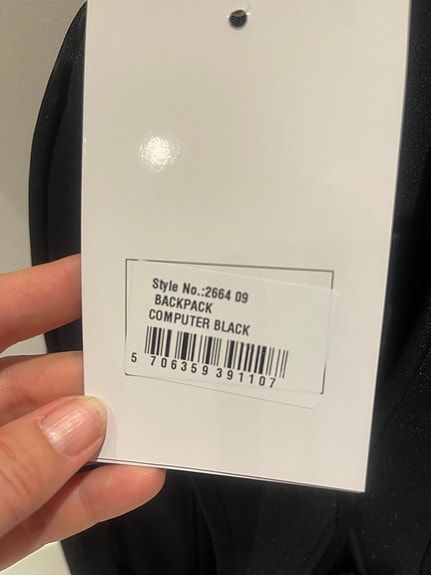 Style No.:2664 09
BACKPACK
COMPUTER BLACK
5 706359 391107